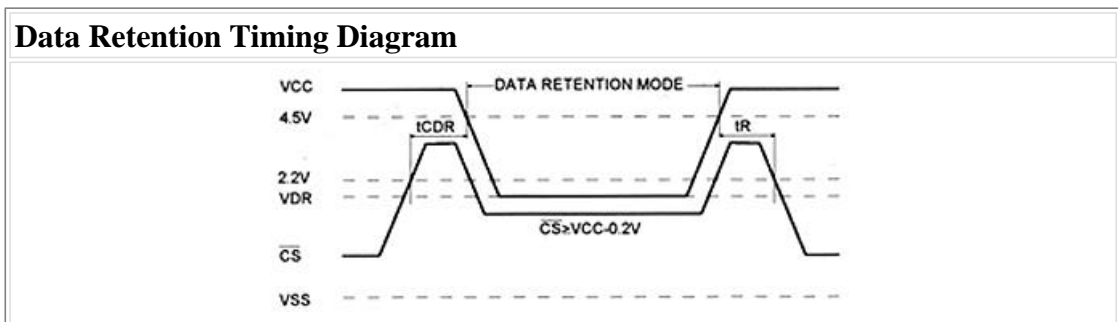 Data Retention Timing Diagram
VCC
DATA RETENTION MODE
4.5V
tCDR
tR
2.2V
VDR
CS≥VCC-0.2V
CS
VSS